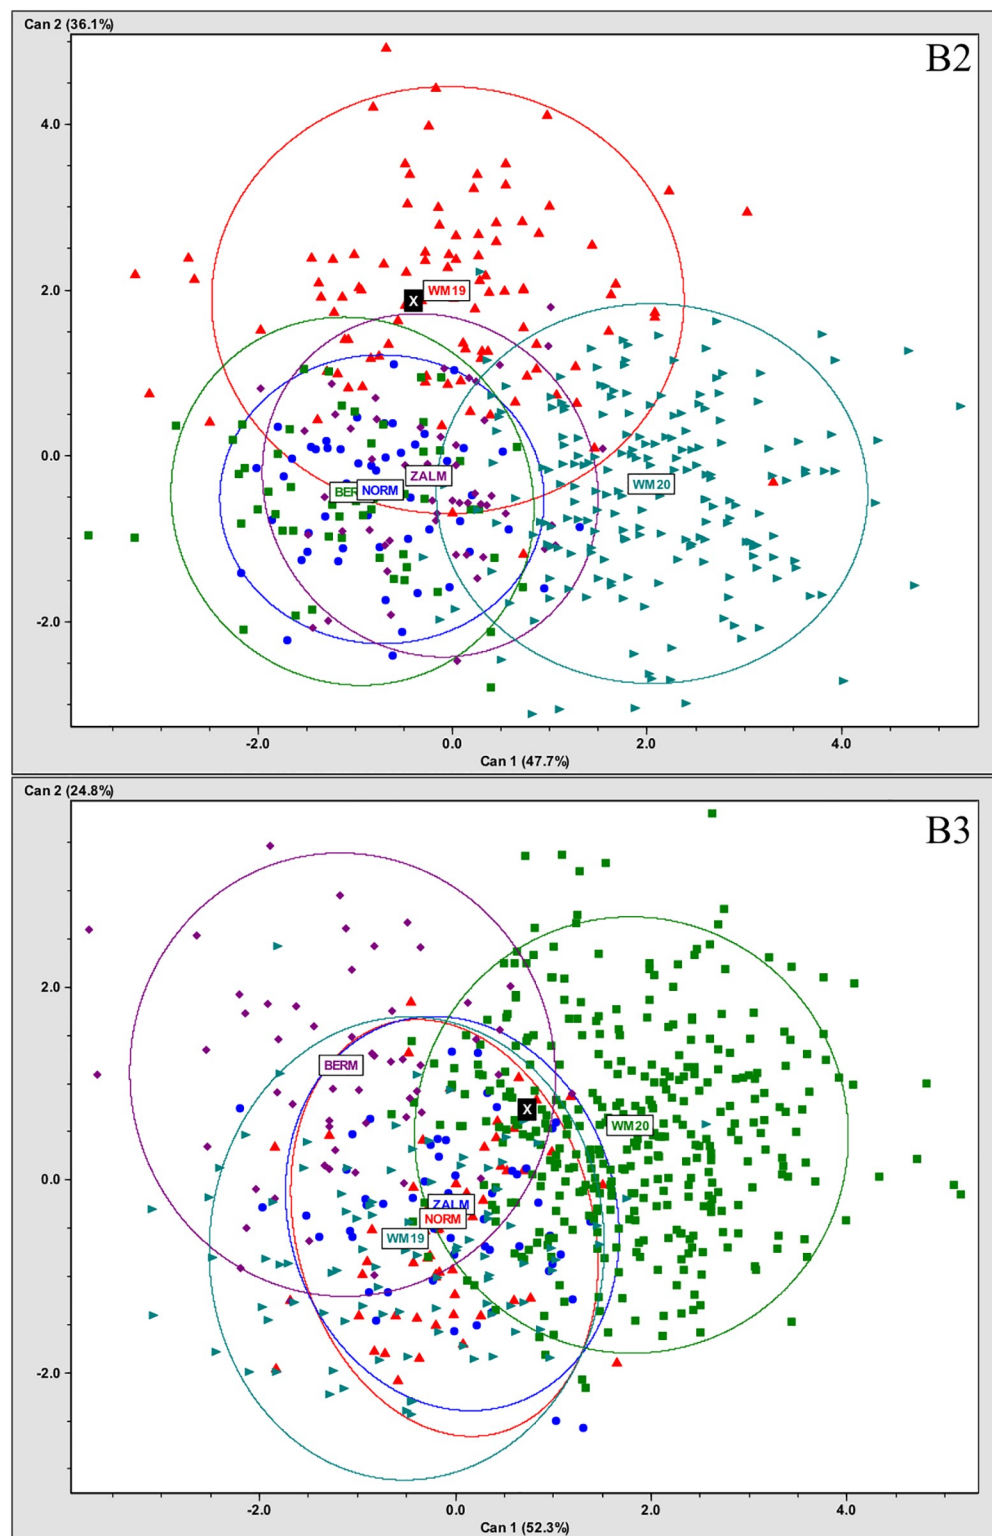 Can 2 (36.1%)
B2
4.0
WM19
X
2.0
0.0
ZALM
BER
NORM
WM20
-2.0
-2.0 0.0 2.0 4.0
Can 1 (47.7%)
Can 2 (24.8%)
B3
2.0
BERM
X
WM20
0.0
ZALM
NORM
WM19
-2.0
-2.0 0.0 2.0 4.0
Can 1 (52.3%)